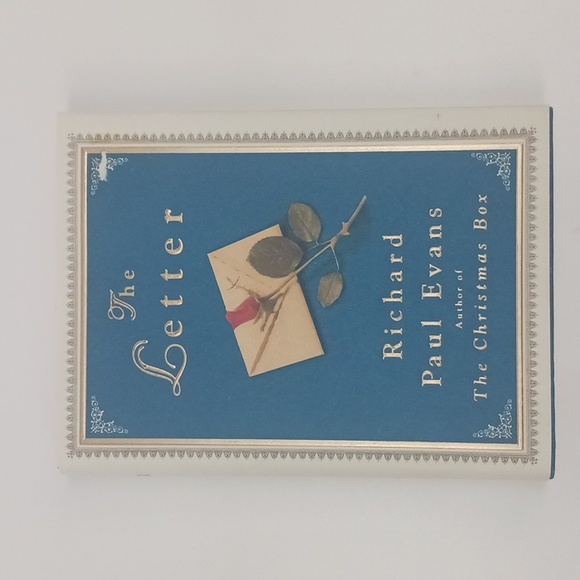 The
Letter
Richard
Paul Evans
Author of
The Christmas Box